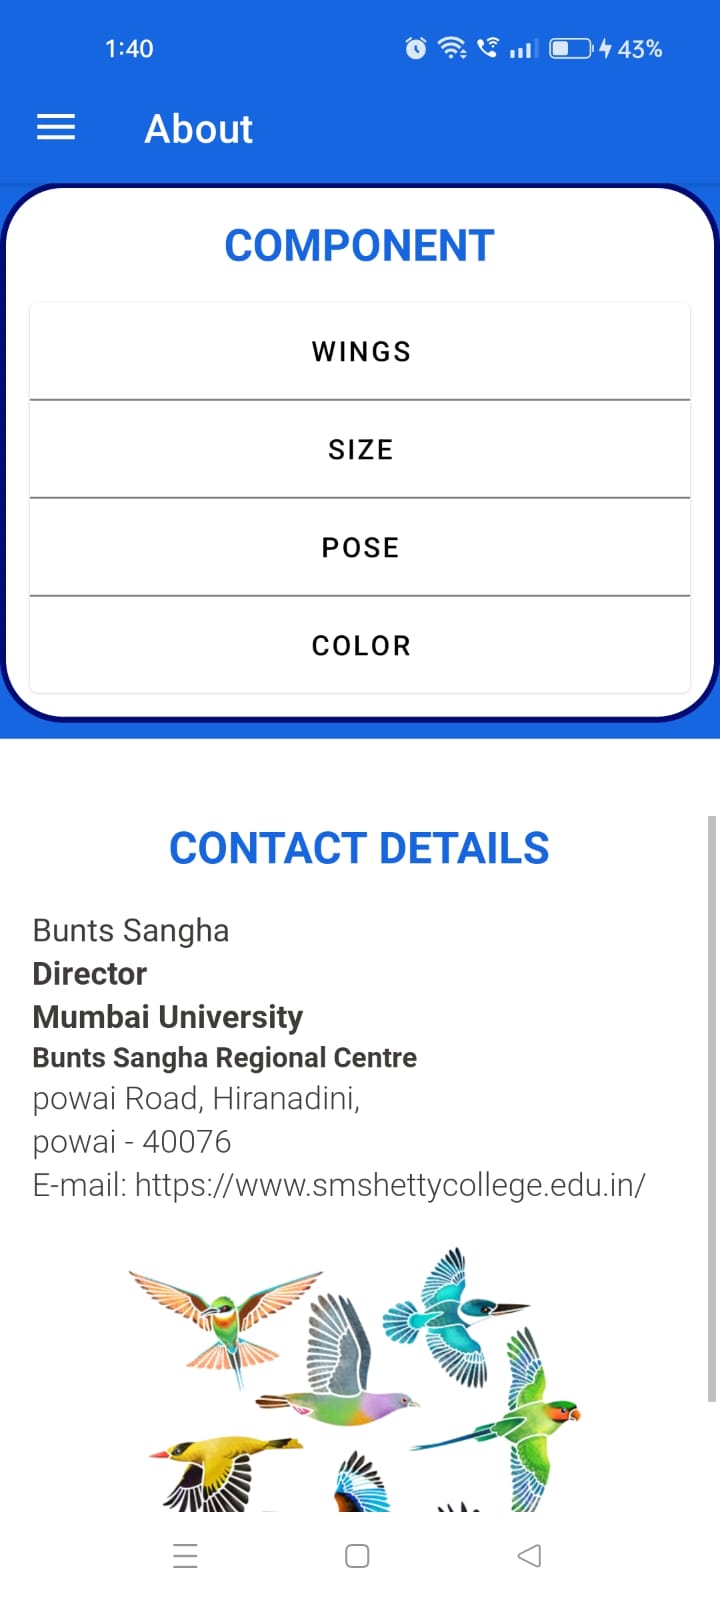 1:40
43%
About
COMPONENT
WINGS
SIZE
POSE
COLOR
CONTACT DETAILS
Bunts Sangha
Director
Mumbai University
Bunts Sangha Regional Centre
powai Road, Hiranadini,
powai - 40076
E-mail: https://www.smshettycollege.edu.in/